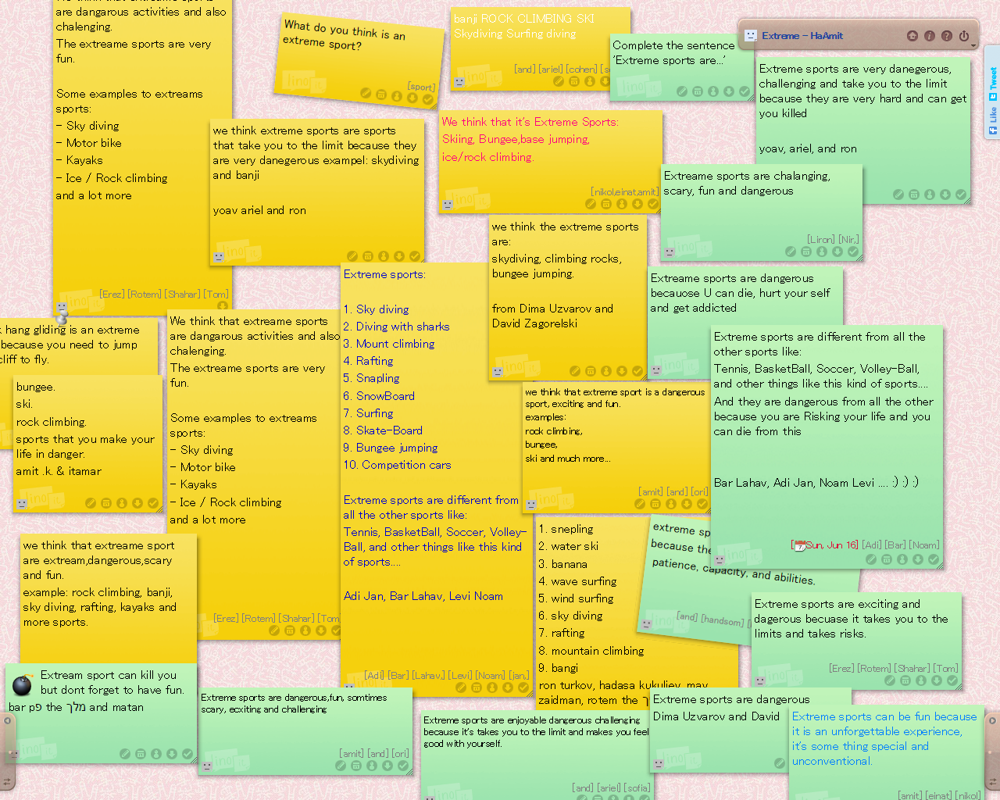 are dangarous activities and also
chalenging.
The extreame sports are very
fun.
Some examples to extreams
sports:
- Sky diving
- Motor bike
- Kayaks
- Ice / Rock climbing
and a lot more
[Erez] [Rotem] [Shahar] [Tom]
What do you think is an
extreme sport?
[sport]
banji ROCK CLIMBING SKI
Skydiving Surfing diving
[and] [ariel] [cohen]
Complete the sentence
'Extreme sports are...'
Extreme - HaAmit
Tweet
Like
Extreme sports are very danegerous,
challenging and take you to the limit
because they are very hard and can get
you killed
yoav, ariel, and ron
we think extreme sports are sports
that take you to the limit because they
are very danegerous exampel: skydiving
and banji
yoav ariel and ron
We think that it's Extreme Sports:
Skiing, Bungee,base jumping,
ice/rock climbing.
[nikol,einat,amit]
Extreme sports are chalanging,
scary, fun and dangerous
[Liron] [Nir,]
we think the extreme sports
are:
skydiving, climbing rocks,
bungee jumping.
from Dima Uzvarov and
David Zagorelski
Extreame sports are dangerous
becauose U can die, hurt your self
and get addicted
hang gliding is an extreme
because you need to jump
cliff to fly.
bungee.
ski.
rock climbing.
sports that you make your
life in danger.
amit .k. & itamar
We think that extreame sports
are dangarous activities and also
chalenging.
The extreame sports are very
fun.
Some examples to extreams
sports:
- Sky diving
- Motor bike
- Kayaks
- Ice / Rock climbing
and a lot more
[Erez] [Rotem] [Shahar] [Tom
Extreme sports:
1. Sky diving
2. Diving with sharks
3. Mount climbing
4. Rafting
5. Snapling
6. SnowBoard
7. Surfing
8. Skate-Board
9. Bungee jumping
10. Competition cars
Extreme sports are different from
all the other sports like:
Tennis, BasketBall, Soccer, Volley-
Ball, and other things like this kind
of sports....
Adi Jan, Bar Lahav, Levi Noam
[Adi] [Bar] [Lahav,] [Levi] [Noam] [jan,]
we think that extreme sport is a dangerous
sport, exciting and fun.
examples:
rock climbing,
bungee,
ski and much more...
[amit] [and] [ori]
Extreme sports are different from all the
other sports like:
Tennis, BasketBall, Soccer, Volley-Ball,
and other things like this kind of sports....
And they are dangerous from all the other
because you are Risking your life and you
can die from this
Bar Lahav, Adi Jan, Noam Levi .... :) :) :)
[Sun, Jun 16] [Adi] [Bar] [Noam]
we think that extreame sport
are extream,dangerous,scary
and fun.
example: rock climbing, banji,
sky diving, rafting, kayaks and
more sports.
1. snepling
2. water ski
3. banana
4. wave surfing
5. wind surfing
6. sky diving
7. rafting
8. mountain climbing
9. bangi
ron turkov, hadasa kukuliev, may
zaidman, rotem the
extreme
because
patience, capacity, and abilities.
[and] [handsom]
Extreme sports are exciting and
dagerous becuase it takes you to the
limits and takes risks.
[Erez] [Rotem] [Shahar] [Tom]
Extream sport can kill you
but dont forget to have fun.
bar pפ the מלך and matan
Extreme sports are dangerous,fun, somtimes
scary, ecxiting and challenging
[amit] [and] [ori]
Extreme sports are enjoyable dangerous challenging
because it's takes you to the limit and makes you feel
good with yourself.
[and] [ariel] [sofia]
Extreme sports are dangerous
Dima Uzvarov and David
Extreme sports can be fun because
it is an unforgettable experience,
it's some thing special and
unconventional.
[amit] [einat] [nikol]